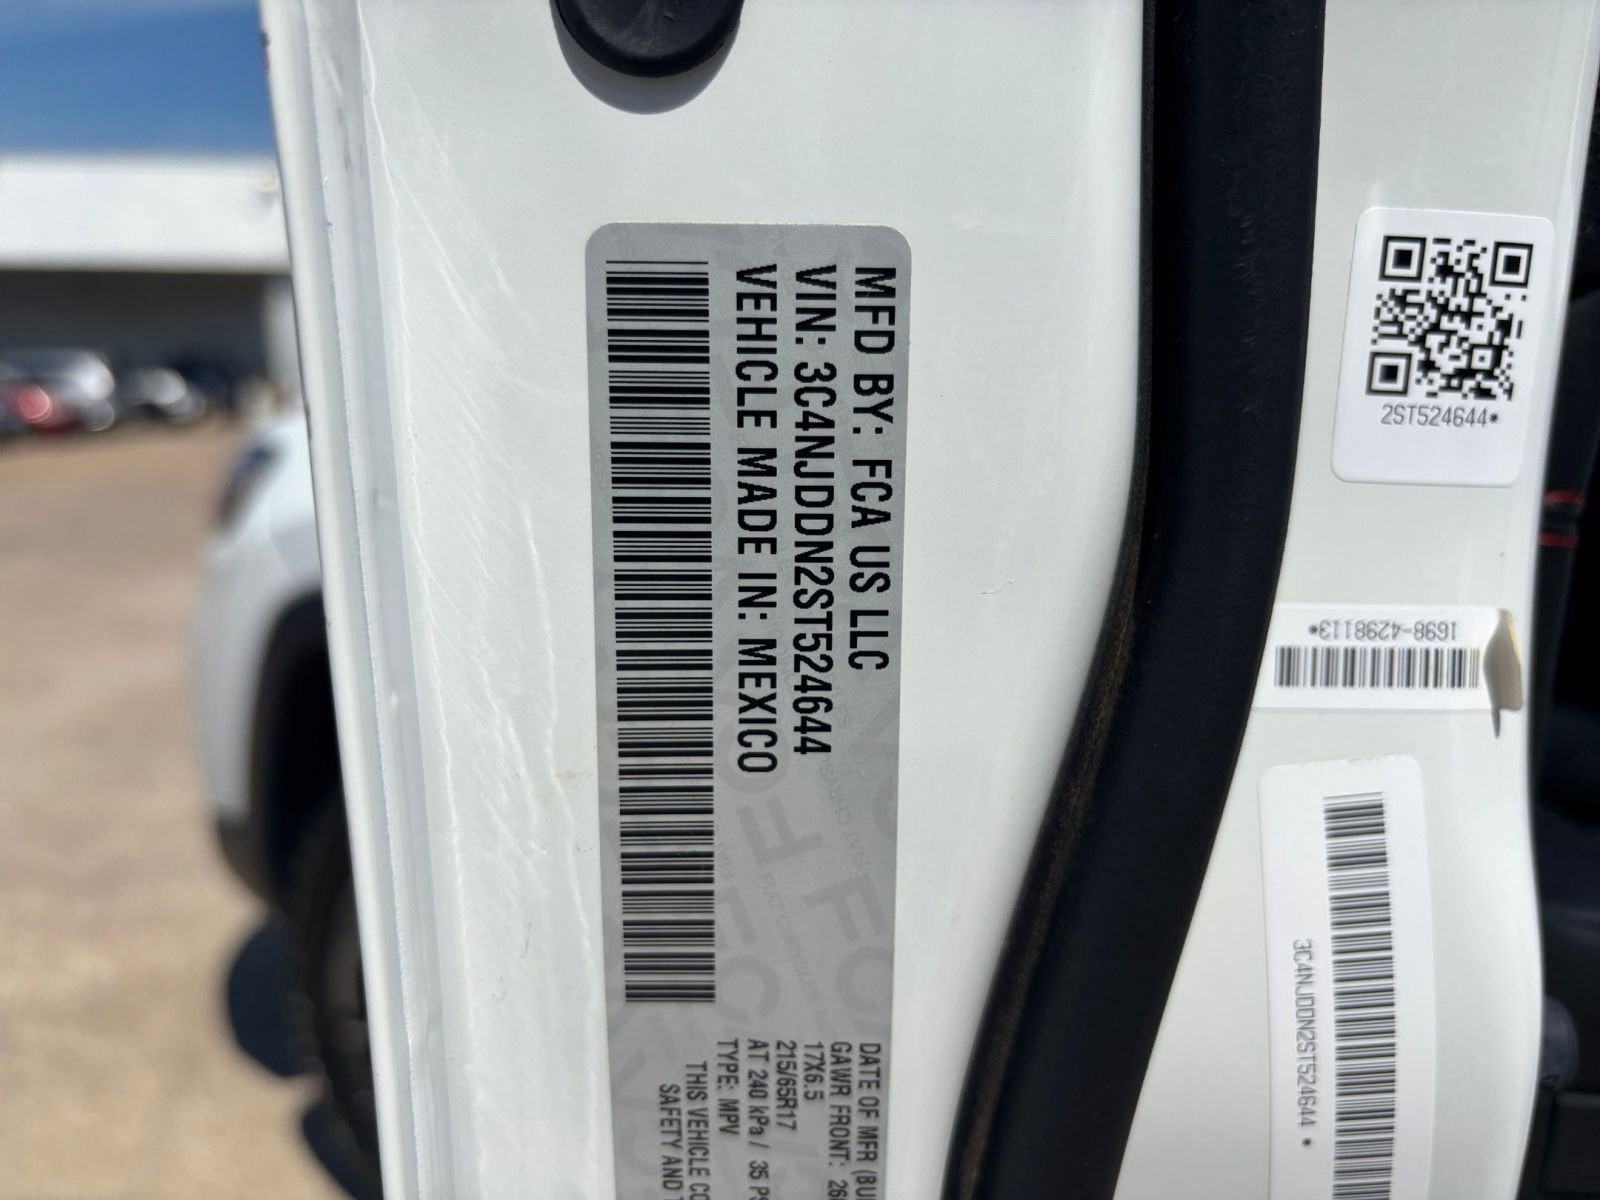 MFD BY: FCA US LLC
VIN: 3C4NJDDN2ST524644
VEHICLE MADE IN: MEXICO
DATE OF MFR
GAWR FRONT:
17X6.5
215/65R17
AT 240 kPa / 35
TYPE: MPV
THIS VEHICLE
SAFETY AND
2ST524644*
1698-4298113*
3C4NJDDN2ST524644 *